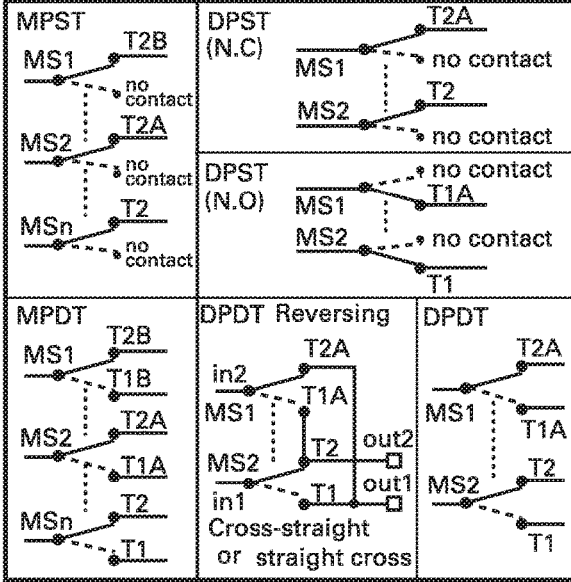 MPST
T2B
MS1
no
contact
T2A
MS2
no
contact
T2
MSn
no
contact
DPST
(N.C)
T2A
MS1
no contact
T2
MS2
no contact
DPST
(N.O)
no contact
MS1
T1A
MS2
no contact
T1
MPDT
T2B
MS1
T1B
T2A
MS2
T1A
T2
MSn
T1
DPDT Reversing
T2A
in2
T1A
MS1
T2
out2
MS2
T1
out1
in1
Cross-straight
or straight cross
DPDT
T2A
MS1
T1A
T2
MS2
T1